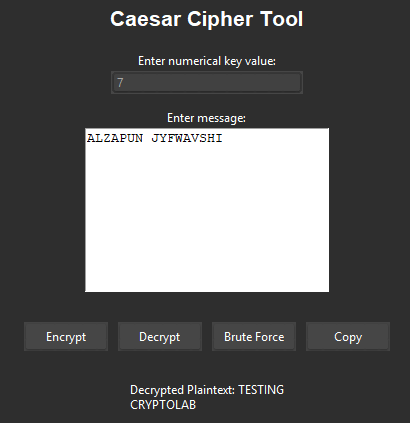 Caesar Cipher Tool
Enter numerical key value:
7
Enter message:
ALZAPUN JYFWAVSHI
Encrypt
Decrypt
Brute Force
Copy
Decrypted Plaintext: TESTING
CRYPTOLAB